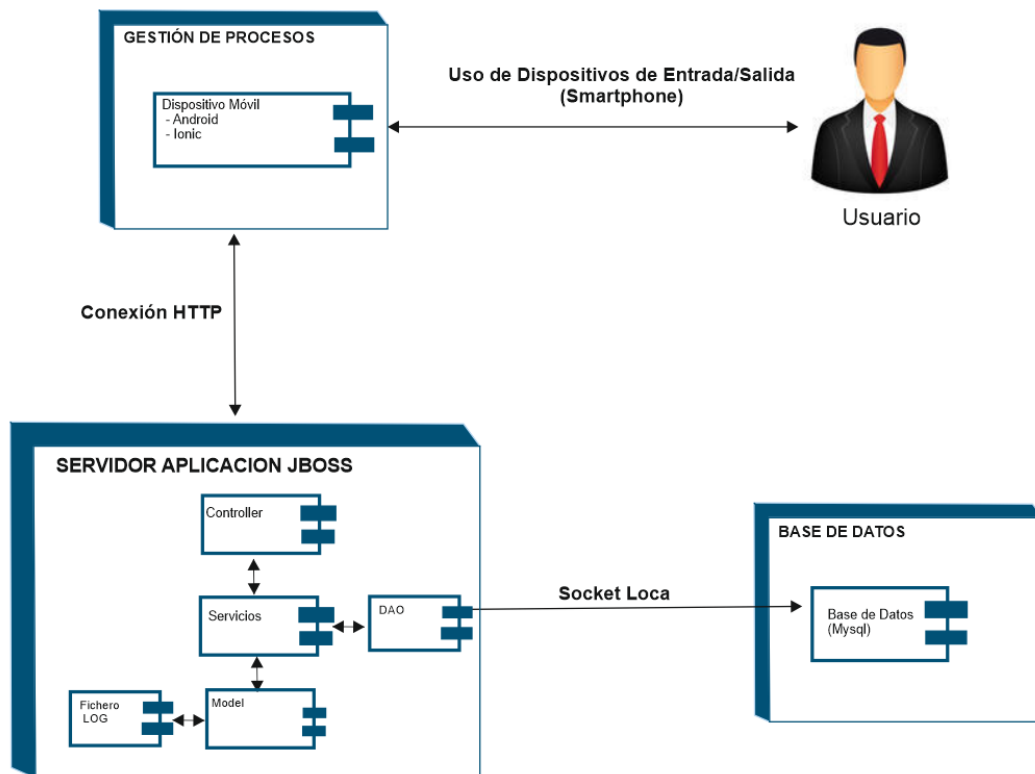 GESTIÓN DE PROCESOS
Dispositivo Móvil
- Android
- Ionic
Uso de Dispositivos de Entrada/Salida
(Smartphone)
Usuario
Conexión HTTP
SERVIDOR APLICACION JBOSS
Controller
Servicios
DAO
Fichero
LOG
Model
Socket Loca
BASE DE DATOS
Base de Datos
(Mysql)